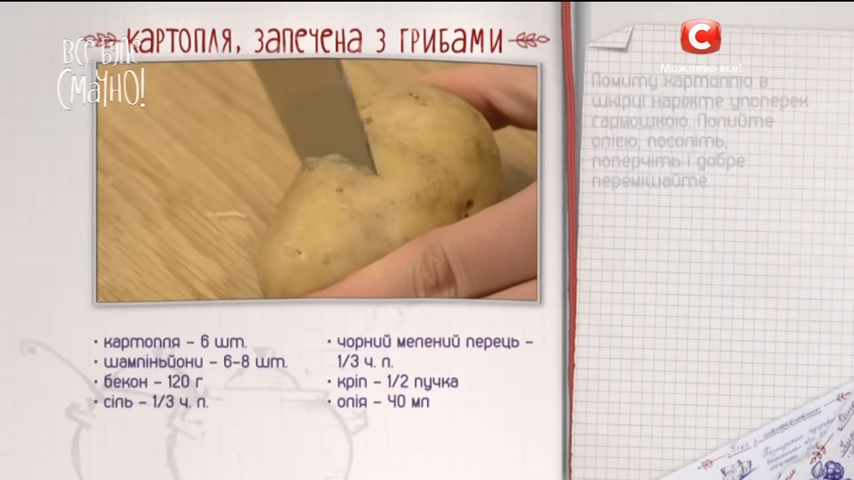 КАРТОПЛЯ, ЗАПЕЧЕНА З ГРИБАМИ
ВСЕ БУДЕ
СМАЧНО!
• картопля – 6 шт.
• шампіньйони – 6-8 шт.
• бекон – 120 г
• сіль – 1/3 ч. л.
• чорний мелений перець –
1/3 ч. л.
• кріп – 1/2 пучка
• олія – 40 мл
С
Можливо все!
Помиту картоплю в
шкірці наріжте упоперек
гармошкою. Полийте
олією, посоліть,
поперчіть і добре
перемішайте